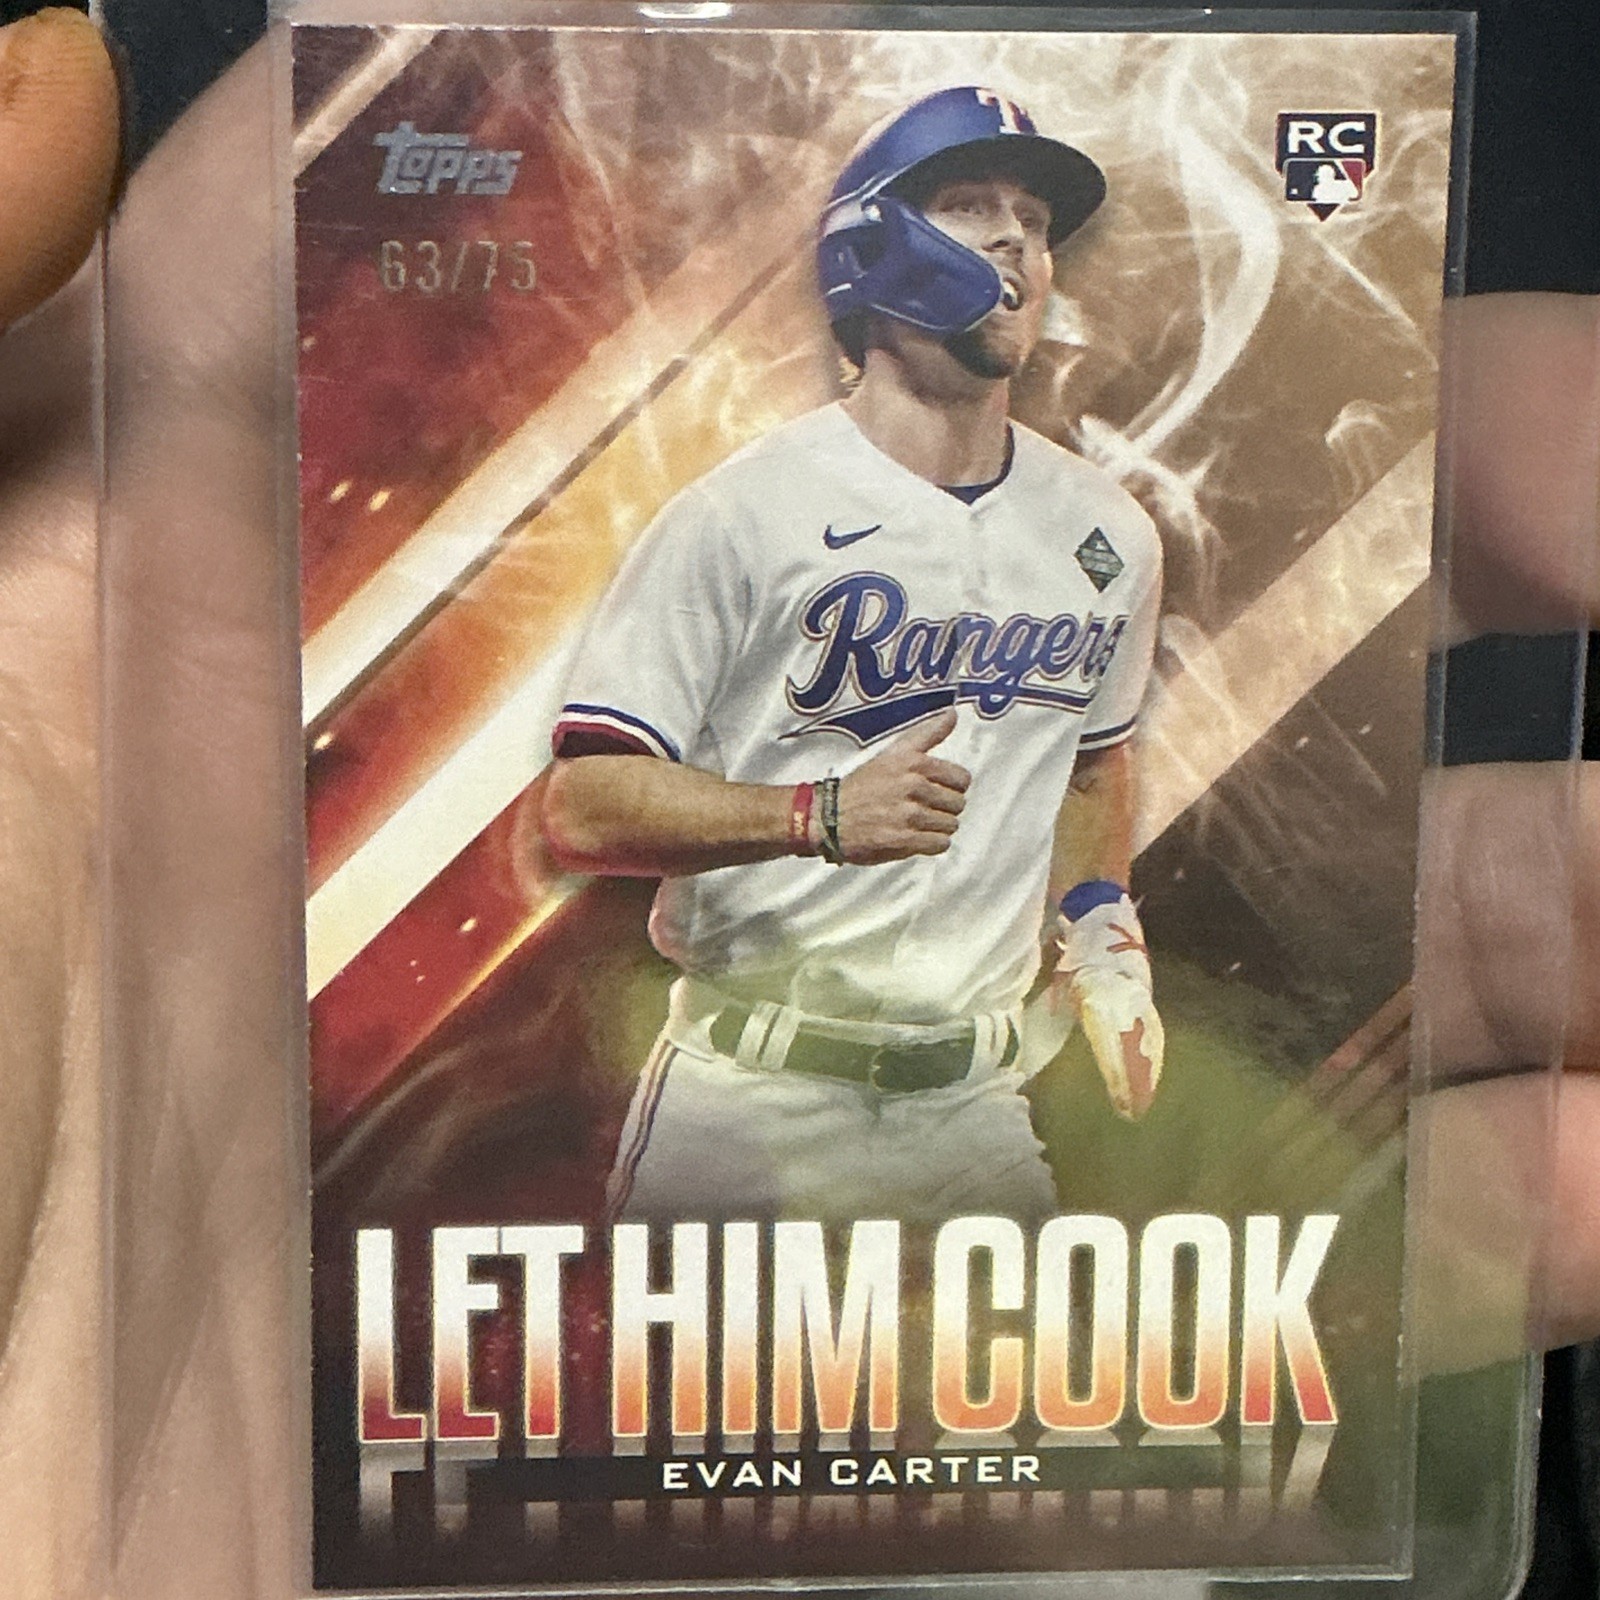 Topps
RC
63/75
T
Rangers
LET HIM COOK
EVAN CARTER